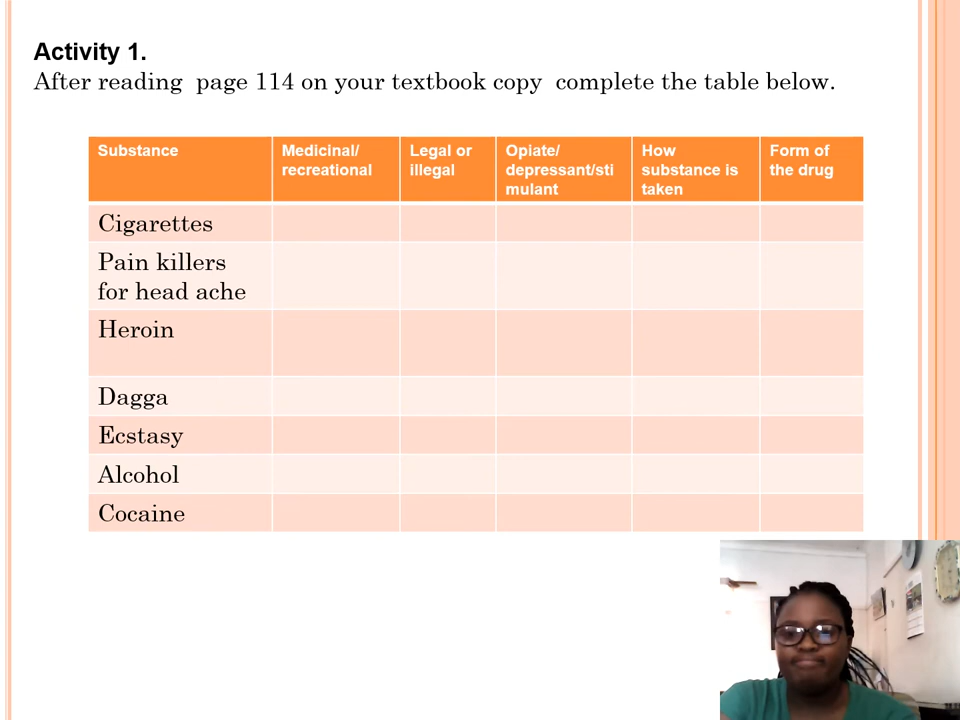 Activity 1.
After reading page 114 on your textbook copy complete the table below.
Substance
Medicinal/
recreational
Legal or
illegal
Opiate/
depressant/sti
mulant
How
substance is
taken
Form of
the drug
Cigarettes
Pain killers
for head ache
Heroin
Dagga
Ecstasy
Alcohol
Cocaine